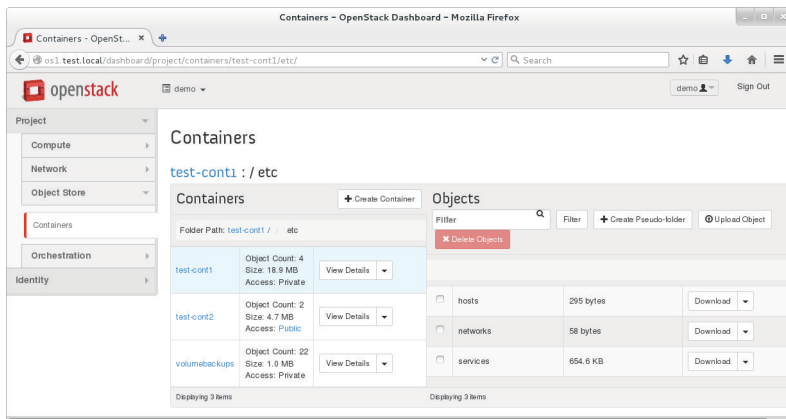 Containers - OpenStack Dashboard - Mozilla Firefox
Containers - OpenSt...
os1.test.local/dashboard/project/containers/test-cont1/etc/
Search
openstack
demo
demo
Sign Out
Project
Compute
Network
Object Store
Containers
Orchestration
Identity
Containers
test-cont1 : / etc
Containers
Create Container
Folder Path: test-cont1 / etc
test-cont1
Object Count: 4
Size: 18.9 MB
Access: Private
View Details
test-cont2
Object Count: 2
Size: 4.7 MB
Access: Public
View Details
volumebackups
Object Count: 22
Size: 1.0 MB
Access: Private
View Details
Displaying 3 items
Objects
Filter
Filter
Create Pseudo-folder
Upload Object
Delete Objects
hosts 295 bytes Download
networks 58 bytes Download
services 654.6 KB Download
Displaying 3 items